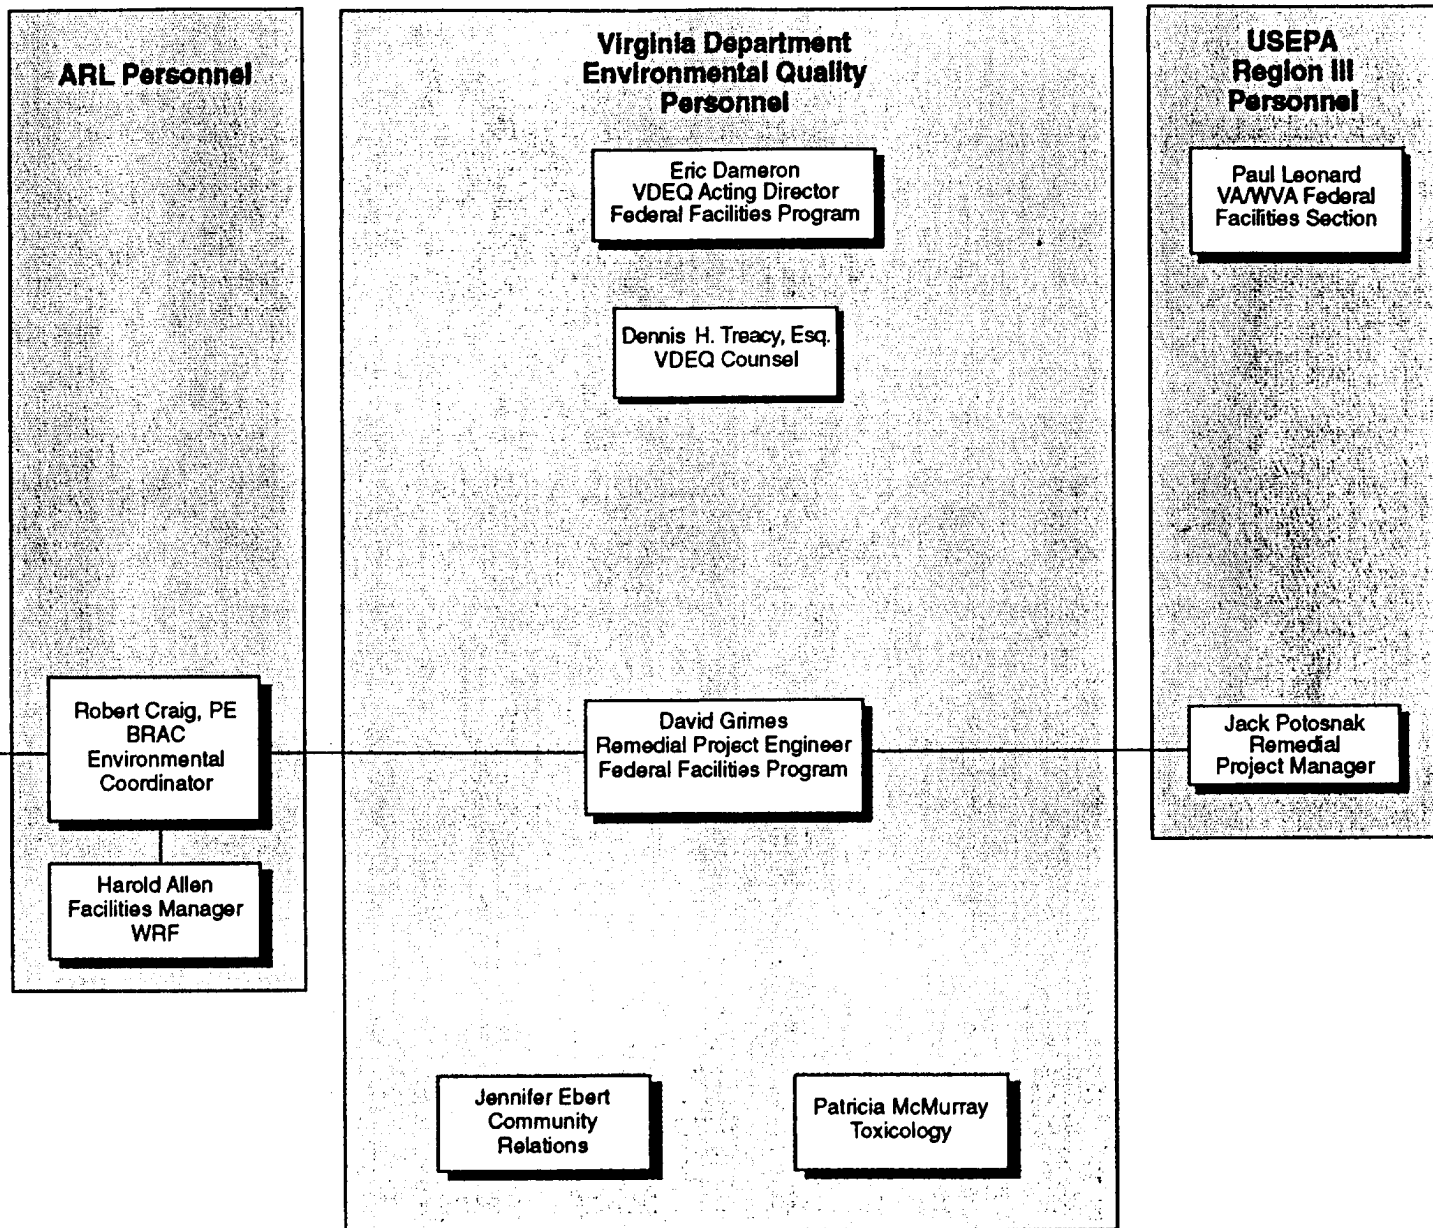 ARL Personnel
Robert Craig, PE
BRAC
Environmental
Coordinator
Harold Allen
Facilities Manager
WRF
Virginia Department
Environmental Quality
Personnel
Eric Dameron
VDEQ Acting Director
Federal Facilities Program
Dennis H. Treacy, Esq.
VDEQ Counsel
David Grimes
Remedial Project Engineer
Federal Facilities Program
Jennifer Ebert
Community
Relations
Patricia McMurray
Toxicology
USEPA
Region III
Personnel
Paul Leonard
VA/WVA Federal
Facilities Section
Jack Potosnak
Remedial
Project Manager